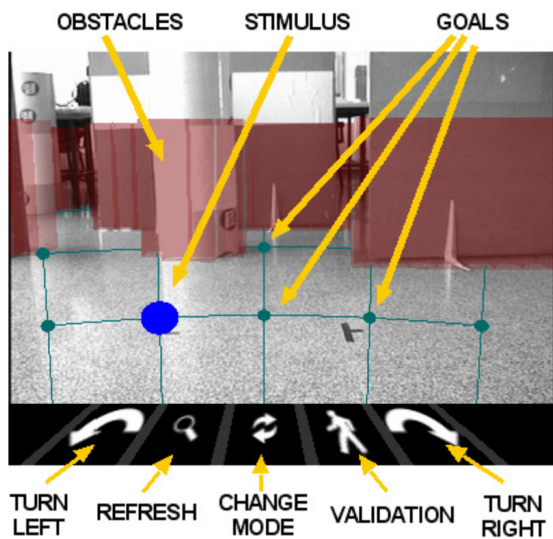 OBSTACLES STIMULUS GOALS
TURN LEFT
REFRESH
CHANGE MODE
VALIDATION
TURN RIGHT